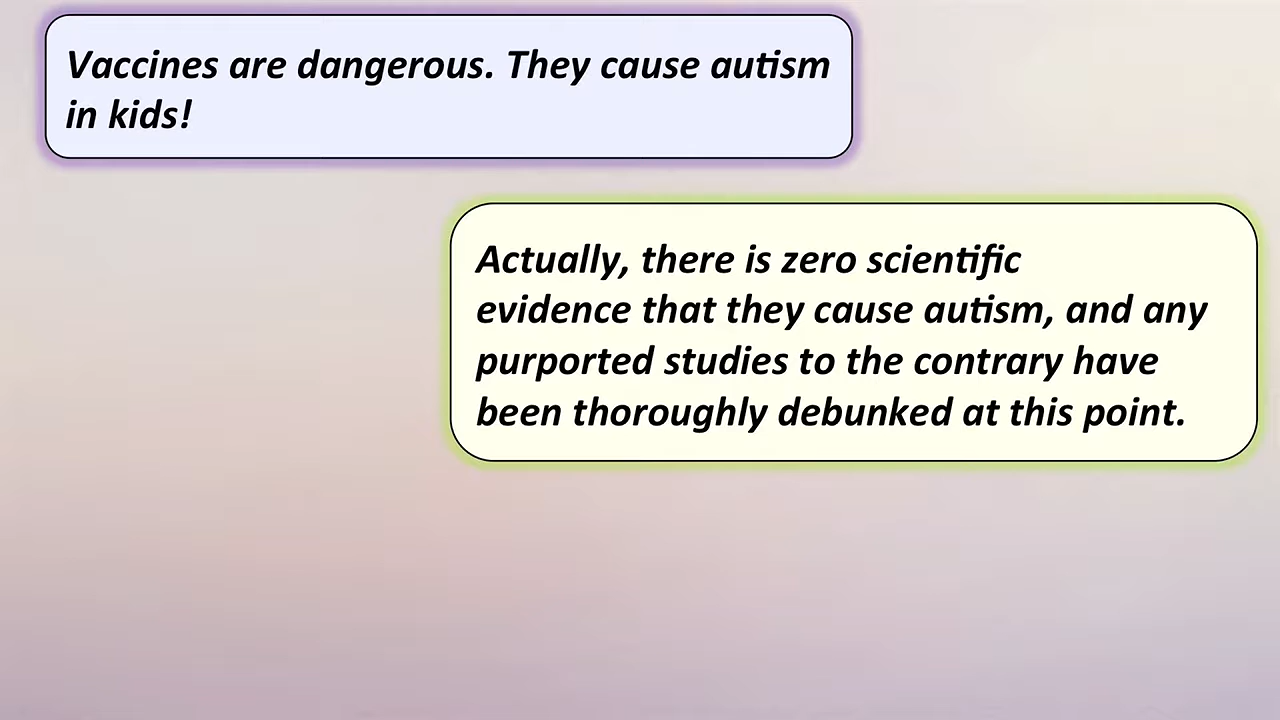 Vaccines are dangerous. They cause autism
in kids!
Actually, there is zero scientific
evidence that they cause autism, and any
purported studies to the contrary have
been thoroughly debunked at this point.